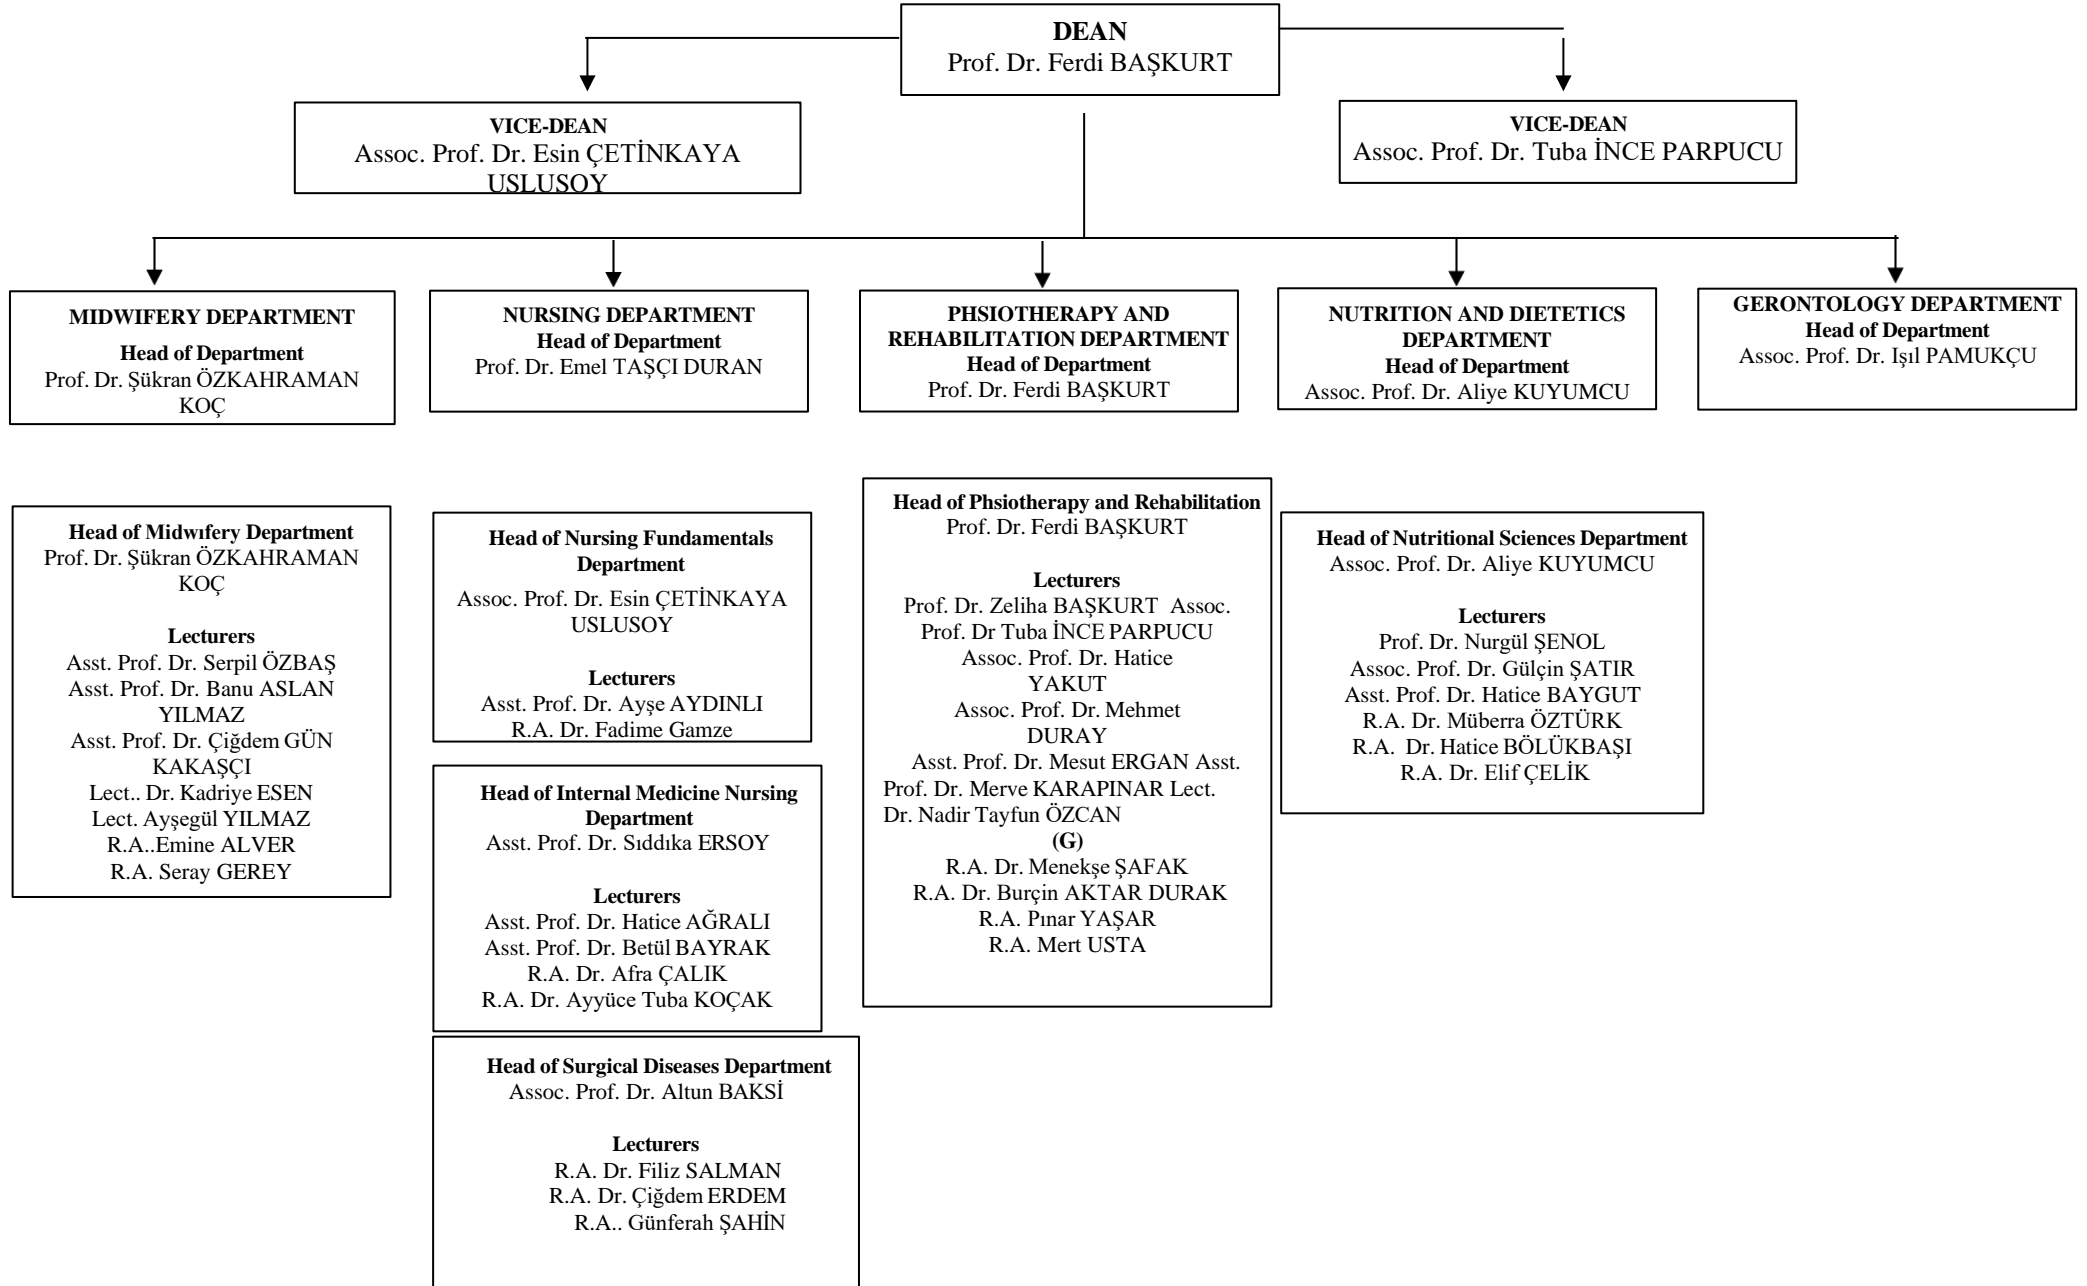 DEAN
Prof. Dr. Ferdi BAŞKURT
VICE-DEAN
Assoc. Prof. Dr. Esin ÇETİNKAYA
USLUSOY
VICE-DEAN
Assoc. Prof. Dr. Tuba İNCE PARPUCU
MIDWIFERY DEPARTMENT
Head of Department
Prof. Dr. Şükran ÖZKAHRAMAN
KOÇ
NURSING DEPARTMENT
Head of Department
Prof. Dr. Emel TAŞÇI DURAN
PHSIOTHERAPY AND
REHABILITATION DEPARTMENT
Head of Department
Prof. Dr. Ferdi BAŞKURT
NUTRITION AND DIETETICS
DEPARTMENT
Head of Department
Assoc. Prof. Dr. Aliye KUYUMCU
GERONTOLOGY DEPARTMENT
Head of Department
Assoc. Prof. Dr. Işıl PAMUKÇU
Head of Midwıfery Department
Prof. Dr. Şükran ÖZKAHRAMAN
KOÇ
Lecturers
Asst. Prof. Dr. Serpil ÖZBAŞ
Asst. Prof. Dr. Banu ASLAN
YILMAZ
Asst. Prof. Dr. Çiğdem GÜN
KAKAŞÇI
Lect.. Dr. Kadriye ESEN
Lect. Ayşegül YILMAZ
R.A..Emine ALVER
R.A. Seray GEREY
Head of Nursing Fundamentals
Department
Assoc. Prof. Dr. Esin ÇETİNKAYA
USLUSOY
Lecturers
Asst. Prof. Dr. Ayşe AYDINLI
R.A. Dr. Fadime Gamze
Head of Internal Medicine Nursing
Department
Asst. Prof. Dr. Sıddıka ERSOY
Lecturers
Asst. Prof. Dr. Hatice AĞRALI
Asst. Prof. Dr. Betül BAYRAK
R.A. Dr. Afra ÇALIK
R.A. Dr. Ayyüce Tuba KOÇAK
Head of Surgical Diseases Department
Assoc. Prof. Dr. Altun BAKSİ
Lecturers
R.A. Dr. Filiz SALMAN
R.A. Dr. Çiğdem ERDEM
R.A.. Günferah ŞAHİN
Head of Phsiotherapy and Rehabilitation
Prof. Dr. Ferdi BAŞKURT
Lecturers
Prof. Dr. Zeliha BAŞKURT Assoc.
Prof. Dr Tuba İNCE PARPUCU
Assoc. Prof. Dr. Hatice
YAKUT
Assoc. Prof. Dr. Mehmet
DURAY
Asst. Prof. Dr. Mesut ERGAN Asst.
Prof. Dr. Merve KARAPINAR Lect.
Dr. Nadir Tayfun ÖZCAN
(G)
R.A. Dr. Menekşe ŞAFAK
R.A. Dr. Burçin AKTAR DURAK
R.A. Pınar YAŞAR
R.A. Mert USTA
Head of Nutritional Sciences Department
Assoc. Prof. Dr. Aliye KUYUMCU
Lecturers
Prof. Dr. Nurgül ŞENOL
Assoc. Prof. Dr. Gülçin ŞATIR
Asst. Prof. Dr. Hatice BAYGUT
R.A. Dr. Müberra ÖZTÜRK
R.A. Dr. Hatice BÖLÜKBAŞI
R.A. Dr. Elif ÇELİK